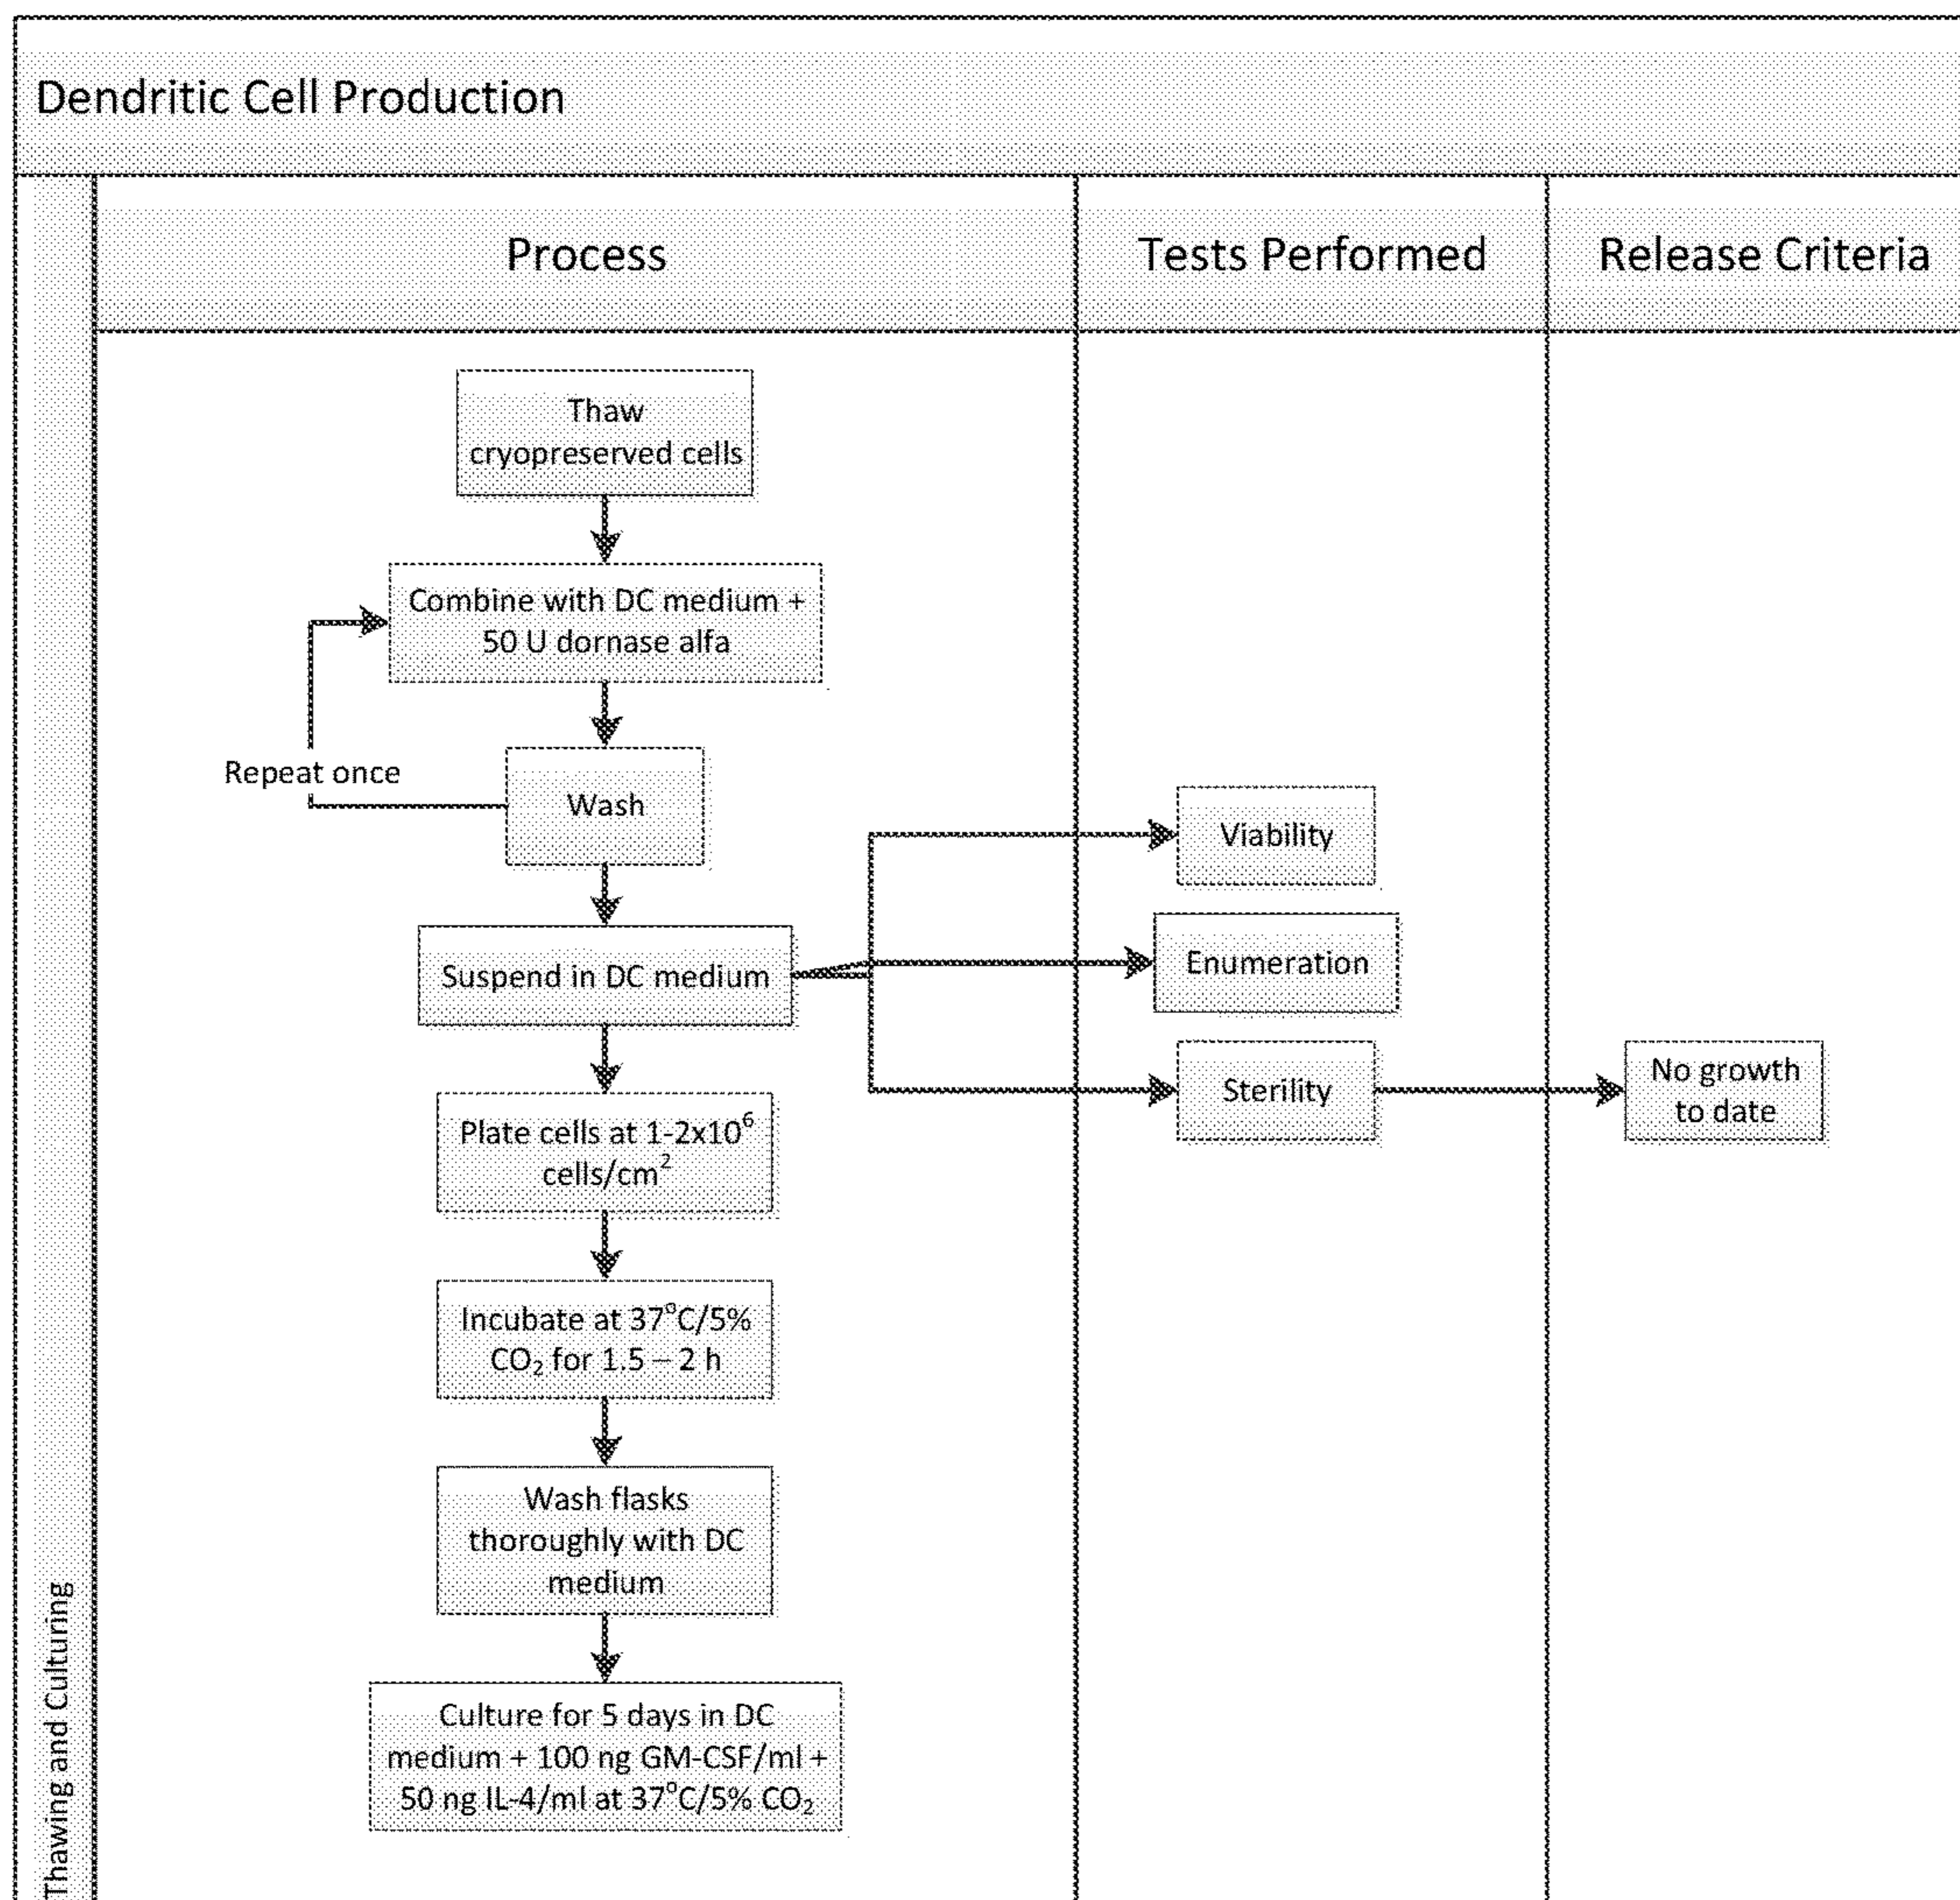 Dendritic Cell Production
Process
Tests Performed
Release Criteria
Thaw
cryopreserved cells
Combine with DC medium +
50 U dornase alfa
Repeat once
Wash
Viability
Enumeration
Suspend in DC medium
Sterility
No growth
to date
Plate cells at 1-2x10⁶
cells/cm²
Incubate at 37°C/5%
CO₂ for 1.5 – 2 h
Wash flasks
thoroughly with DC
medium
Culture for 5 days in DC
medium + 100 ng GM-CSF/ml +
50 ng IL-4/ml at 37°C/5% CO₂
Thawing and Culturing